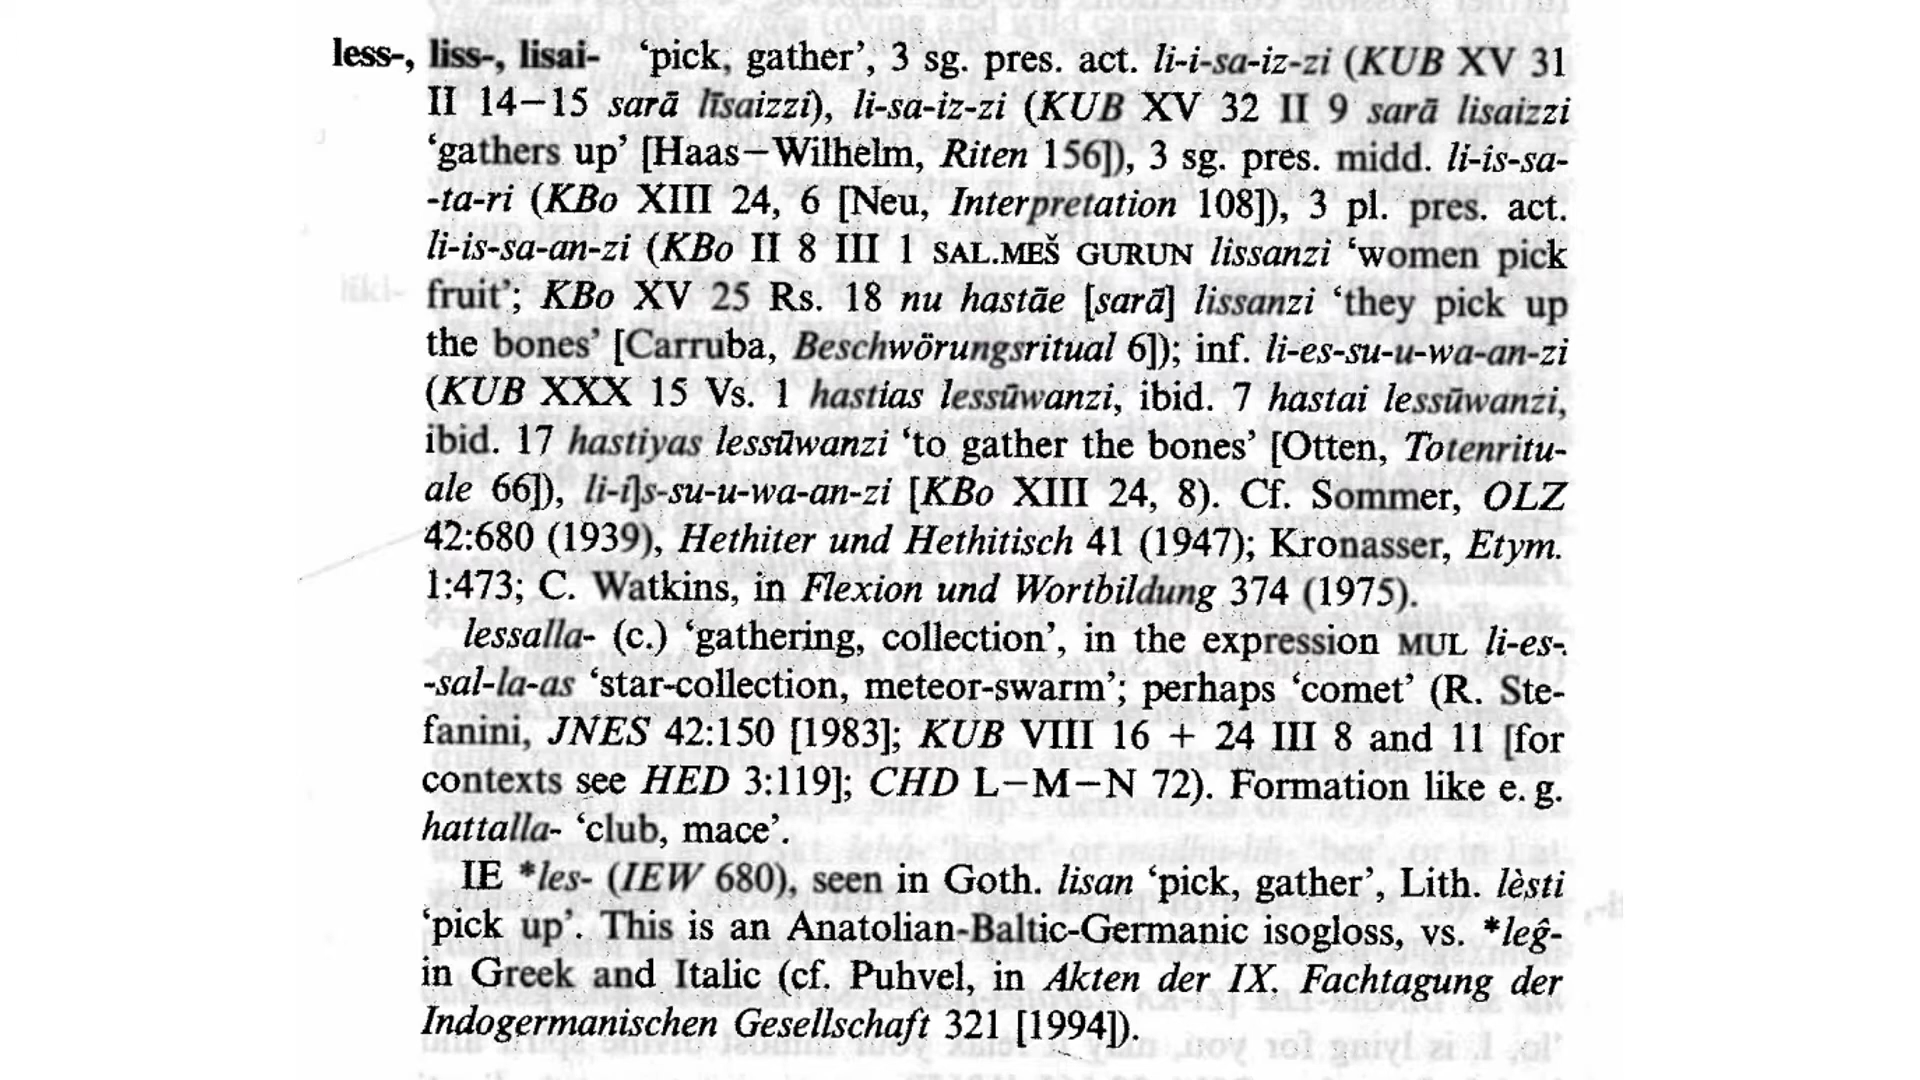 less-, liss-, lisai- ‘pick, gather’, 3 sg. pres. act. li-i-sa-iz-zi (KUB XV 31
II 14–15 sarā līsaizzi), li-sa-iz-zi (KUB XV 32 II 9 sarā lisaizzi
‘gathers up’ [Haas–Wilhelm, Riten 156]), 3 sg. pres. midd. li-is-sa-
-ta-ri (KBo XIII 24, 6 [Neu, Interpretation 108]), 3 pl. pres. act.
li-is-sa-an-zi (KBo II 8 III 1 SAL.MEŠ GURUN lissanzi ‘women pick
fruit’; KBo XV 25 Rs. 18 nu hastāe [sarā] lissanzi ‘they pick up
the bones’ [Carruba, Beschwörungsritual 6]); inf. li-es-su-u-wa-an-zi
(KUB XXX 15 Vs. 1 hastias lessūwanzi, ibid. 7 hastai lessūwanzi,
ibid. 17 hastiyas lessūwanzi ‘to gather the bones’ [Otten, Totenritu-
ale 66]), li-i]s-su-u-wa-an-zi [KBo XIII 24, 8). Cf. Sommer, OLZ
42:680 (1939), Hethiter und Hethitisch 41 (1947); Kronasser, Etym.
1:473; C. Watkins, in Flexion und Wortbildung 374 (1975).
lessalla- (c.) ‘gathering, collection’, in the expression MUL li-es-
-sal-la-as ‘star-collection, meteor-swarm’; perhaps ‘comet’ (R. Ste-
fanini, JNES 42:150 [1983]; KUB VIII 16 + 24 III 8 and 11 [for
contexts see HED 3:119]; CHD L–M–N 72). Formation like e. g.
hattalla- ‘club, mace’.
IE *les- (IEW 680), seen in Goth. lisan ‘pick, gather’, Lith. lèsti
‘pick up’. This is an Anatolian-Baltic-Germanic isogloss, vs. *leĝ-
in Greek and Italic (cf. Puhvel, in Akten der IX. Fachtagung der
Indogermanischen Gesellschaft 321 [1994]).